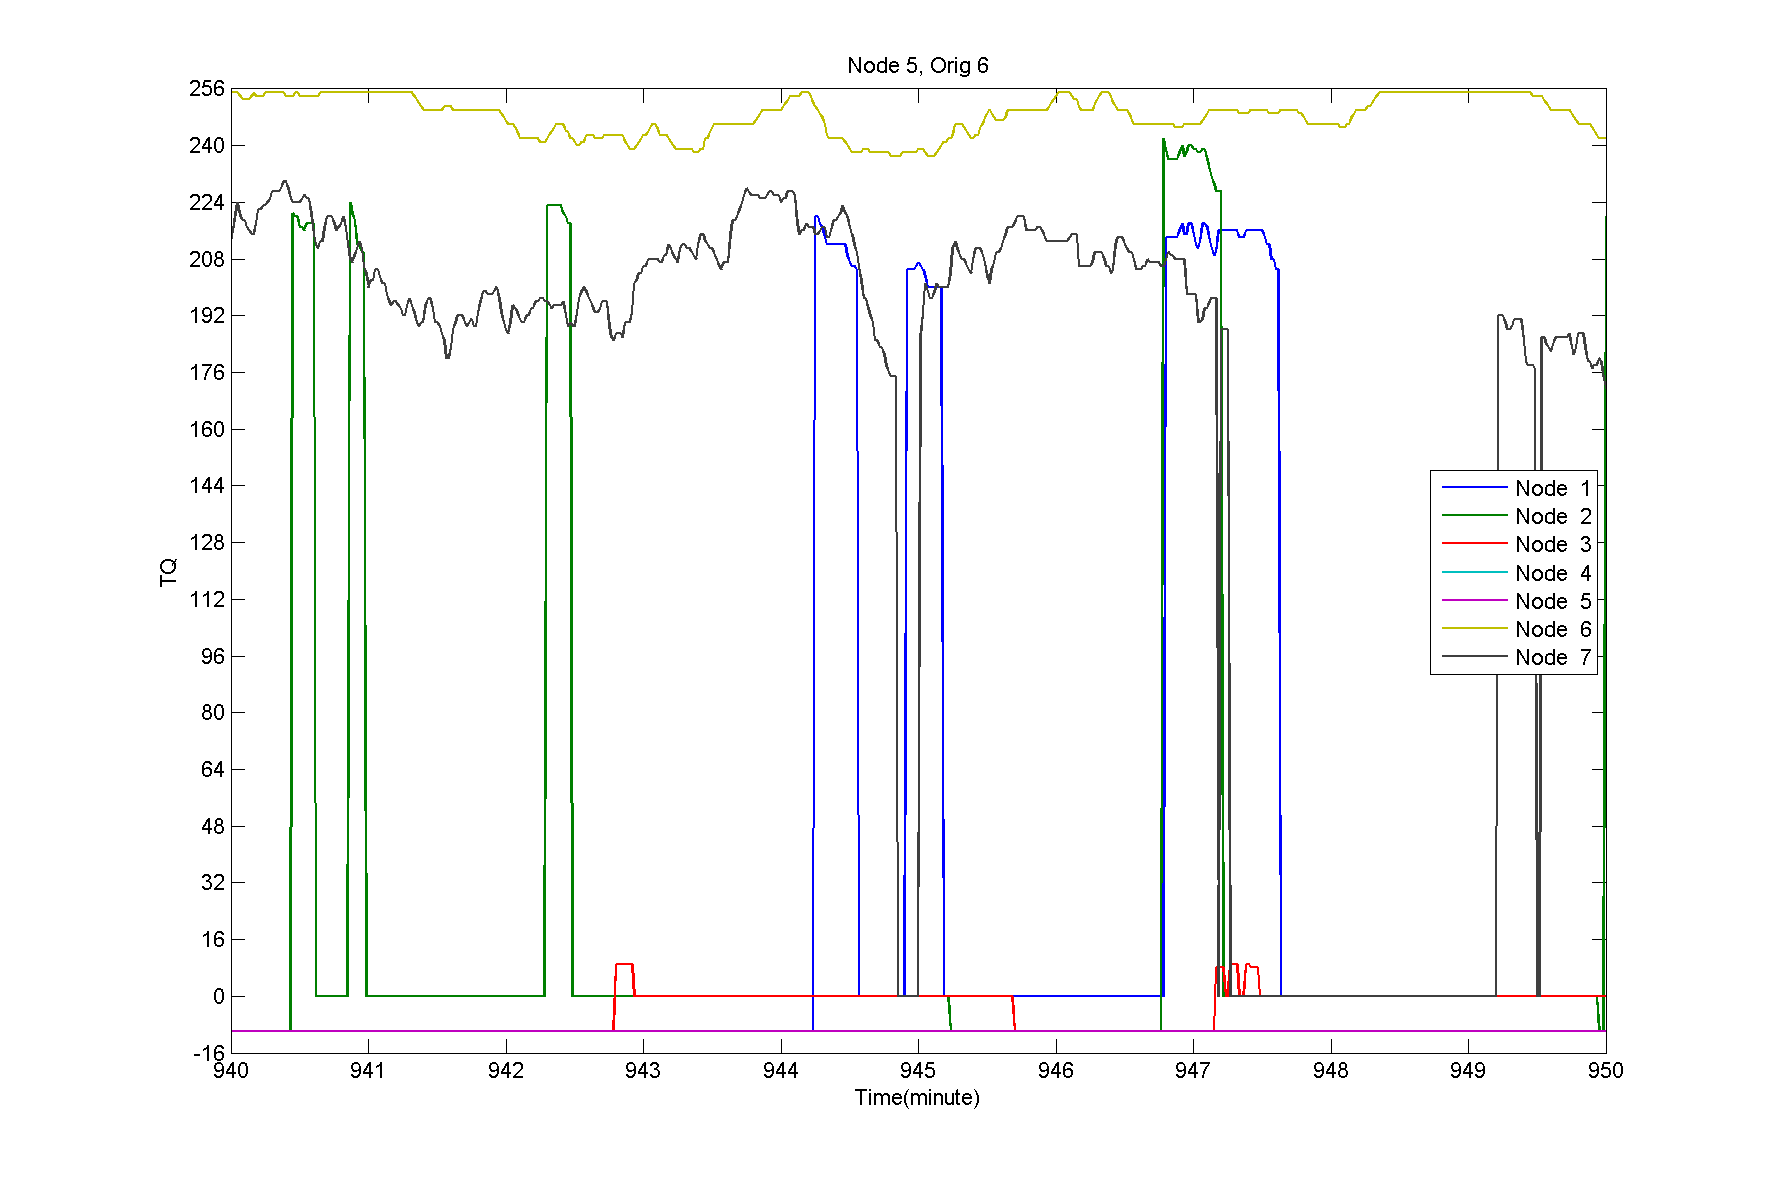 Node 5, Orig 6
256
240
224
208
192
176
160
144
128
112
96
80
64
48
32
16
0
-16
TQ
Node 1
Node 2
Node 3
Node 4
Node 5
Node 6
Node 7
940 941 942 943 944 945 946 947 948 949 950
Time(minute)